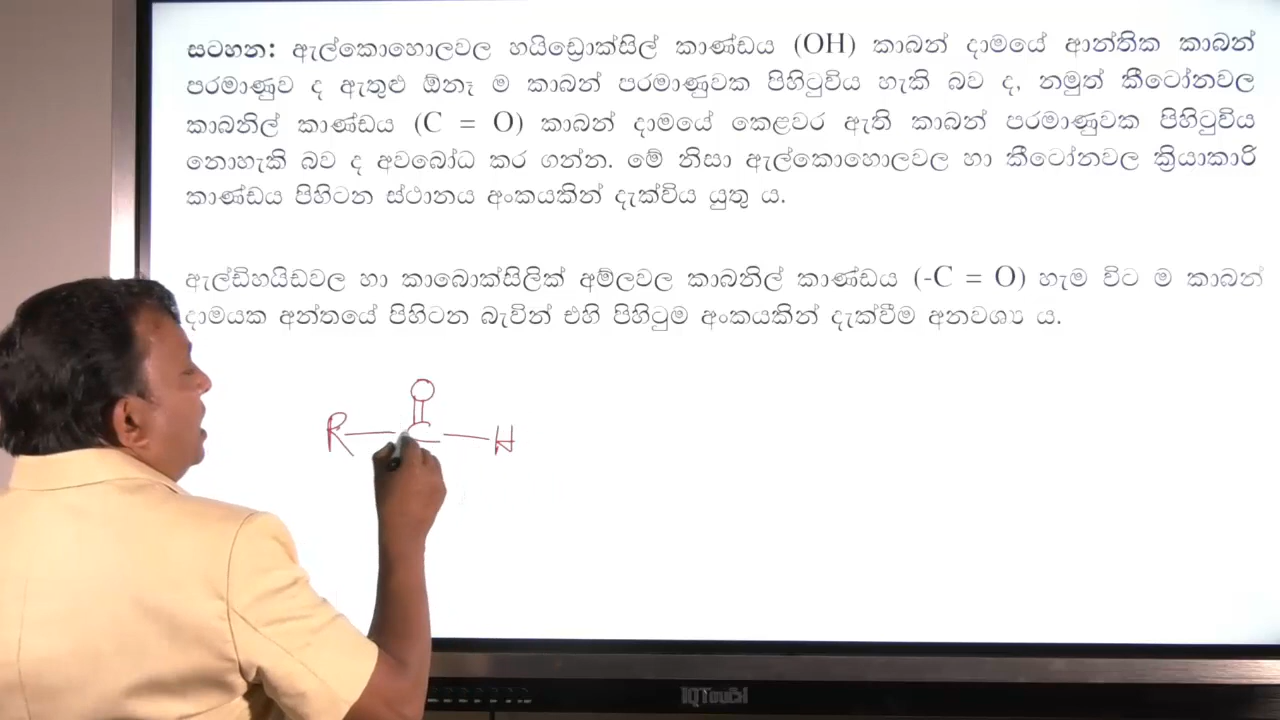 සටහන: ඇල්කොහොලවල හයිඩ්‍රොක්සිල් කාණ්ඩය (OH) කාබන් දාමයේ ආන්තික කාබන්
පරමාණුව ද ඇතුළු ඕනෑ ම කාබන් පරමාණුවක පිහිටුවිය හැකි බව ද, නමුත් කීටෝනවල
කාබනිල් කාණ්ඩය (C = O) කාබන් දාමයේ කෙළවර ඇති කාබන් පරමාණුවක පිහිටුවිය
නොහැකි බව ද අවබෝධ කර ගන්න. මේ නිසා ඇල්කොහොලවල හා කීටෝනවල ක්‍රියාකාරි
කාණ්ඩය පිහිටන ස්ථානය අංකයකින් දැක්විය යුතු ය.
ඇල්ඩිහයිඩවල හා කාබොක්සිලික් අම්ලවල කාබනිල් කාණ්ඩය (-C = O) හැම විට ම කාබන්
දාමයක අන්තයේ පිහිටන බැවින් එහි පිහිටුම අංකයකින් දැක්වීම අනවශ්‍ය ය.
O
R — C — H
IQTouch